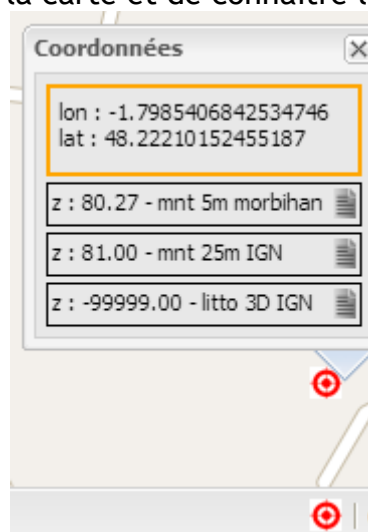 la carte et de connaître l
Coordonnées
lon : -1.7985406842534746
lat : 48.22210152455187
z : 80.27 - mnt 5m morbihan
z : 81.00 - mnt 25m IGN
z : -99999.00 - litto 3D IGN